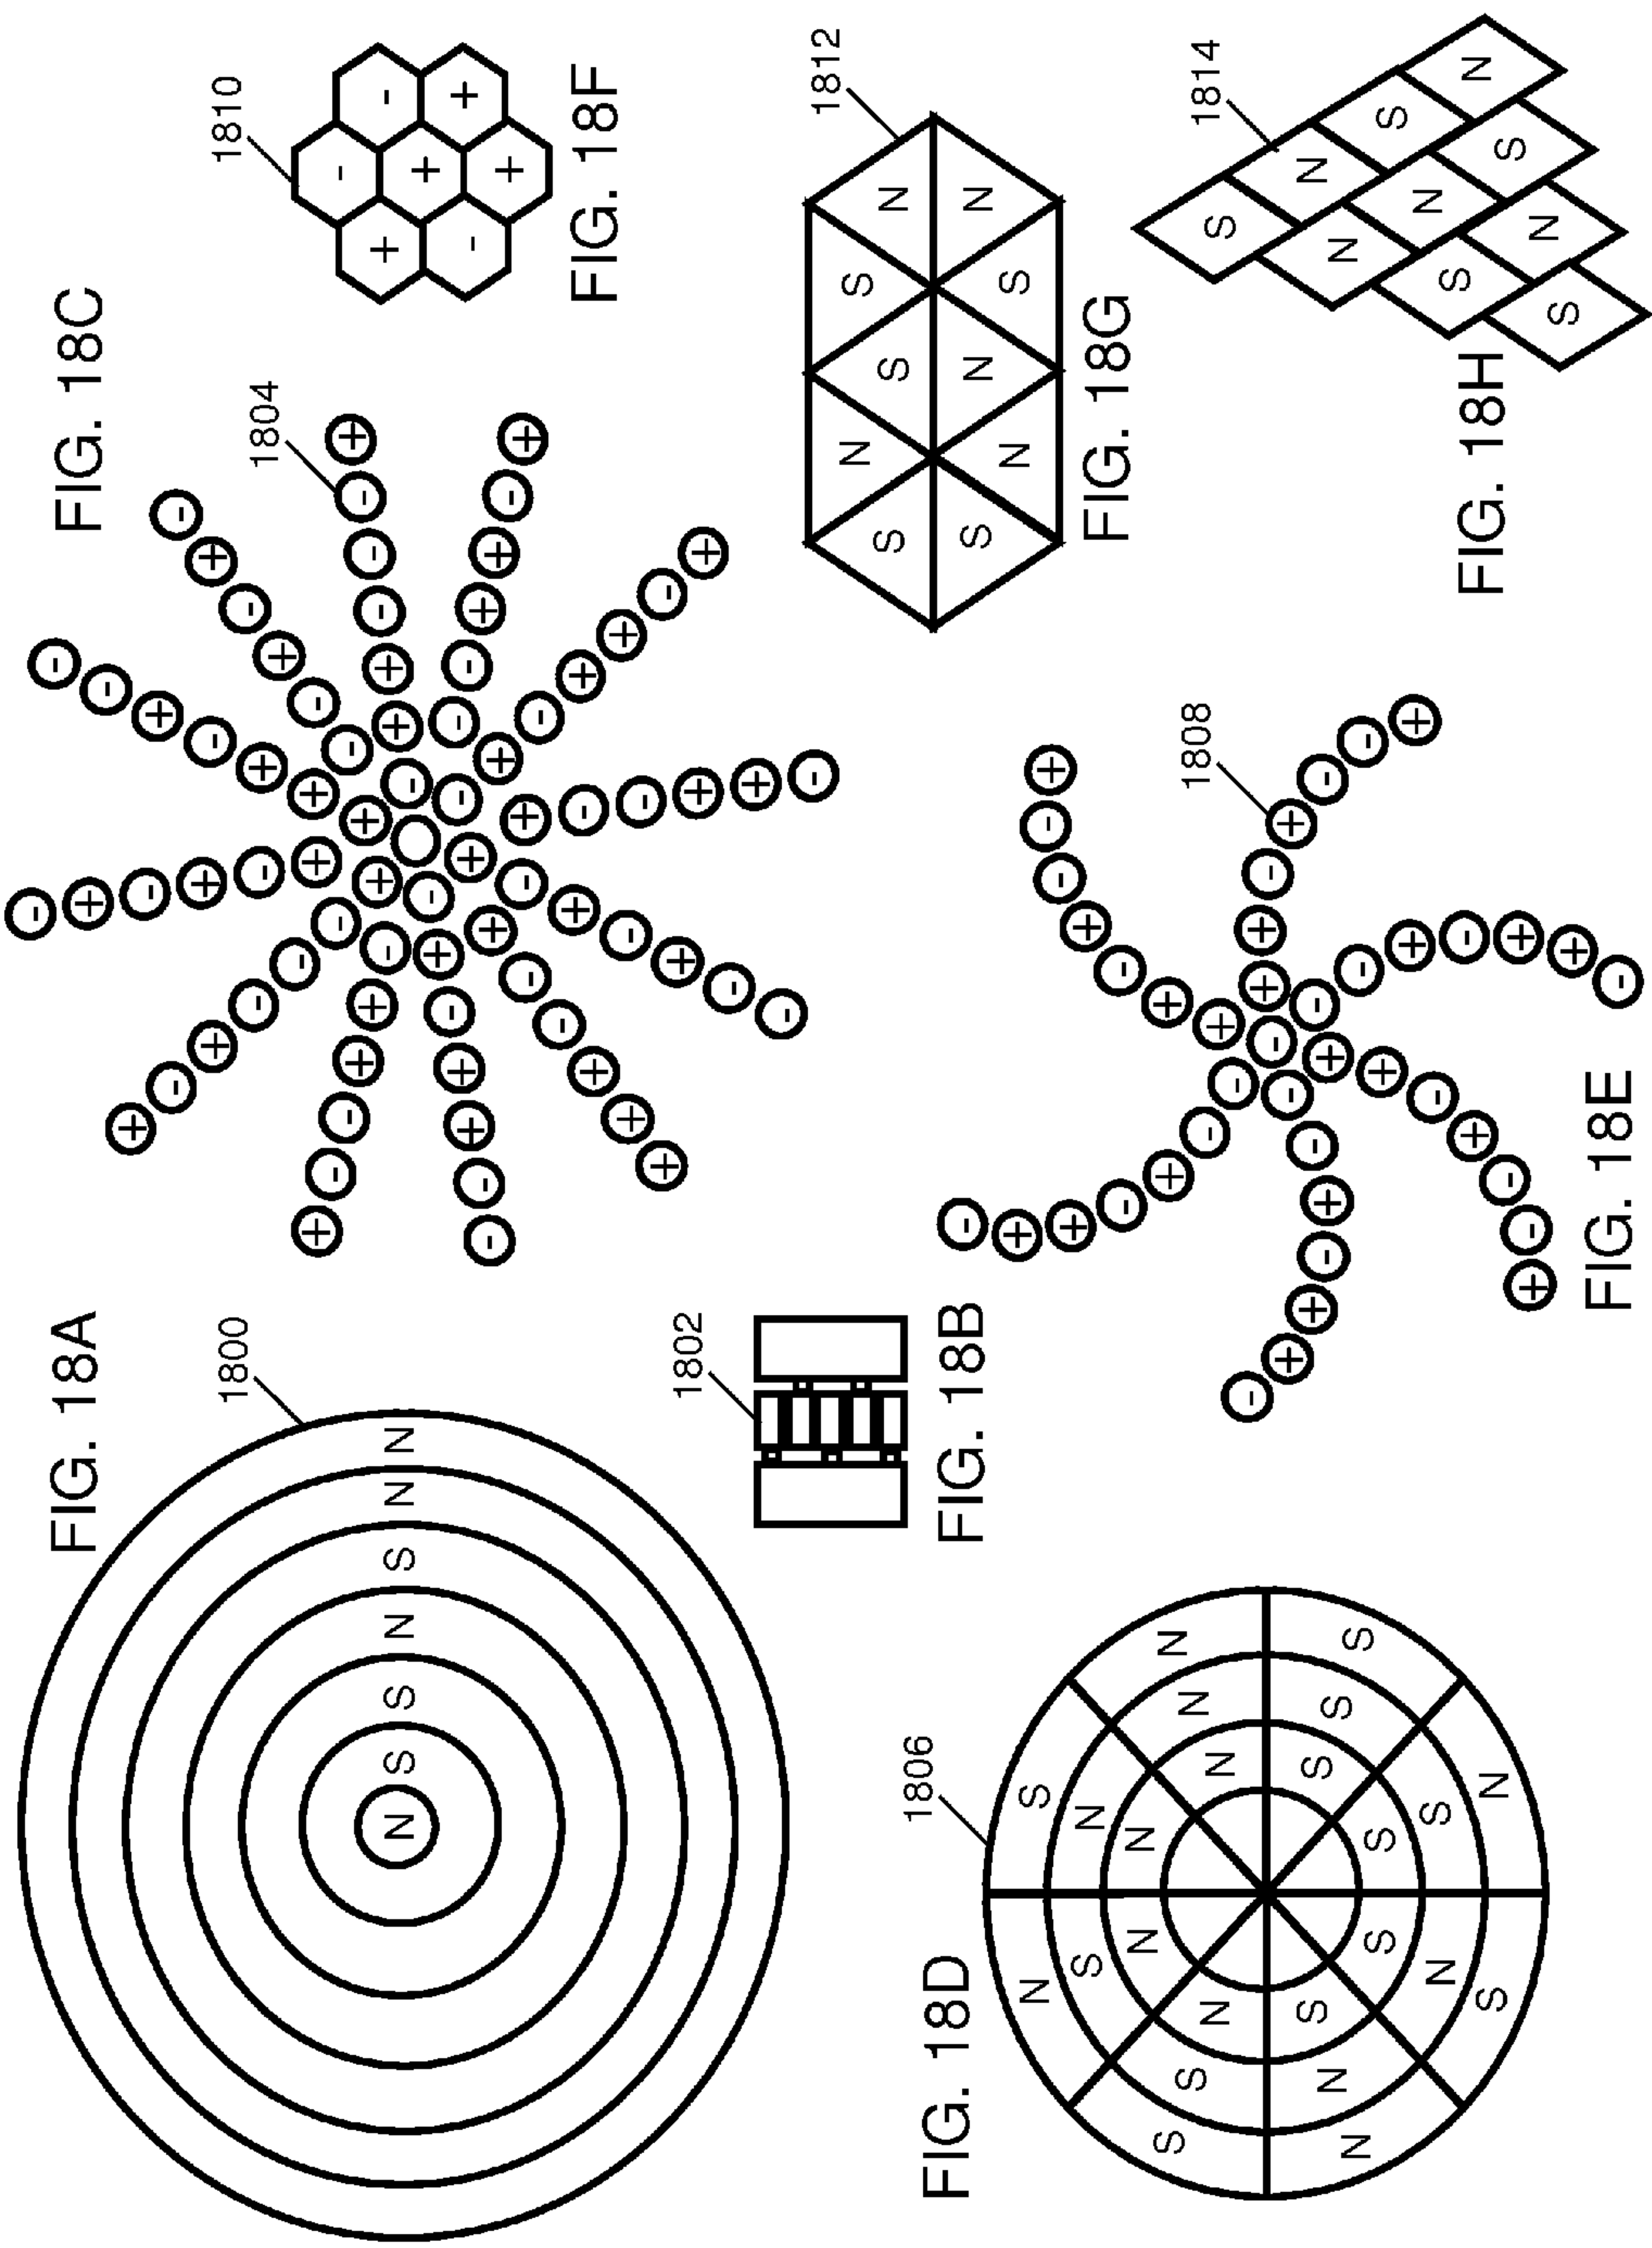 FIG. 18A
1800
N S S N S N N
FIG. 18C
1804
- + + - - - +
- - - + + - +
+ - + + - +
+ - - + + -
+ - + - + - -
+ - - + + +
- + - + + - -
- + + - - +
+ - - - + - +
+ - + - + -
+ + + - + - -
- - + - + -
1810
-
+ -
+
- +
+
FIG. 18F
1802
FIG. 18B
FIG. 18D
1806
S N S N S N S N
S S N N S S N N
N N N N S S S S
FIG. 18E
1808
-
+ + - + - - +
- - + - + + -
+ + - + - - +
- - + - + + -
- - + - + + -
+ + - + - - +
1812
S N S S N
S N N S N
FIG. 18G
1814
S N S N
N N S
S N
S
FIG. 18H